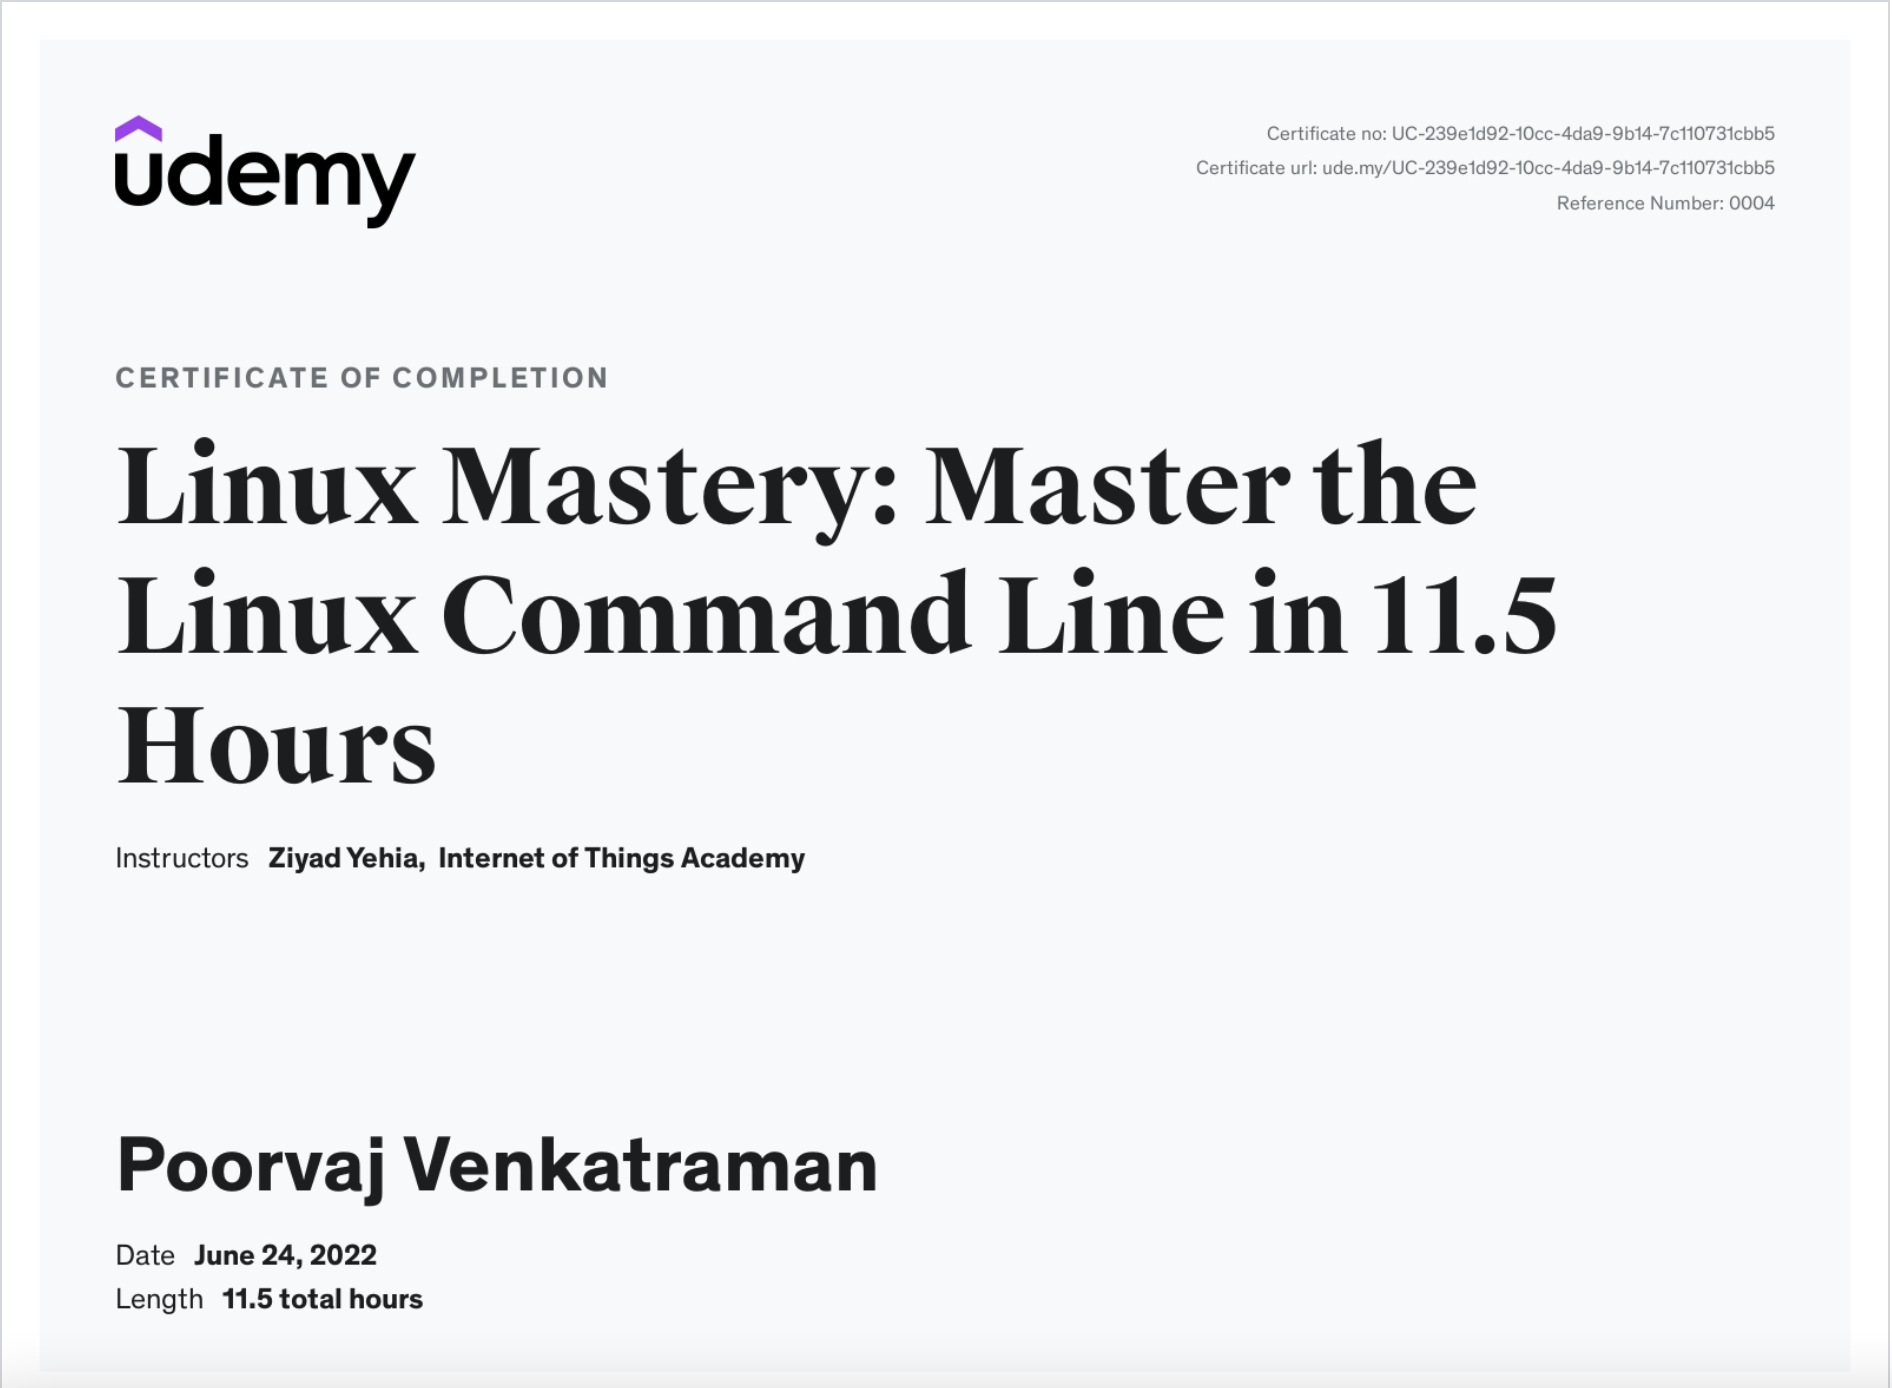 udemy
Certificate no: UC-239e1d92-10cc-4da9-9b14-7c110731cbb5
Certificate url: ude.my/UC-239e1d92-10cc-4da9-9b14-7c110731cbb5
Reference Number: 0004
CERTIFICATE OF COMPLETION
Linux Mastery: Master the
Linux Command Line in 11.5
Hours
Instructors Ziyad Yehia, Internet of Things Academy
Poorvaj Venkatraman
Date June 24, 2022
Length 11.5 total hours